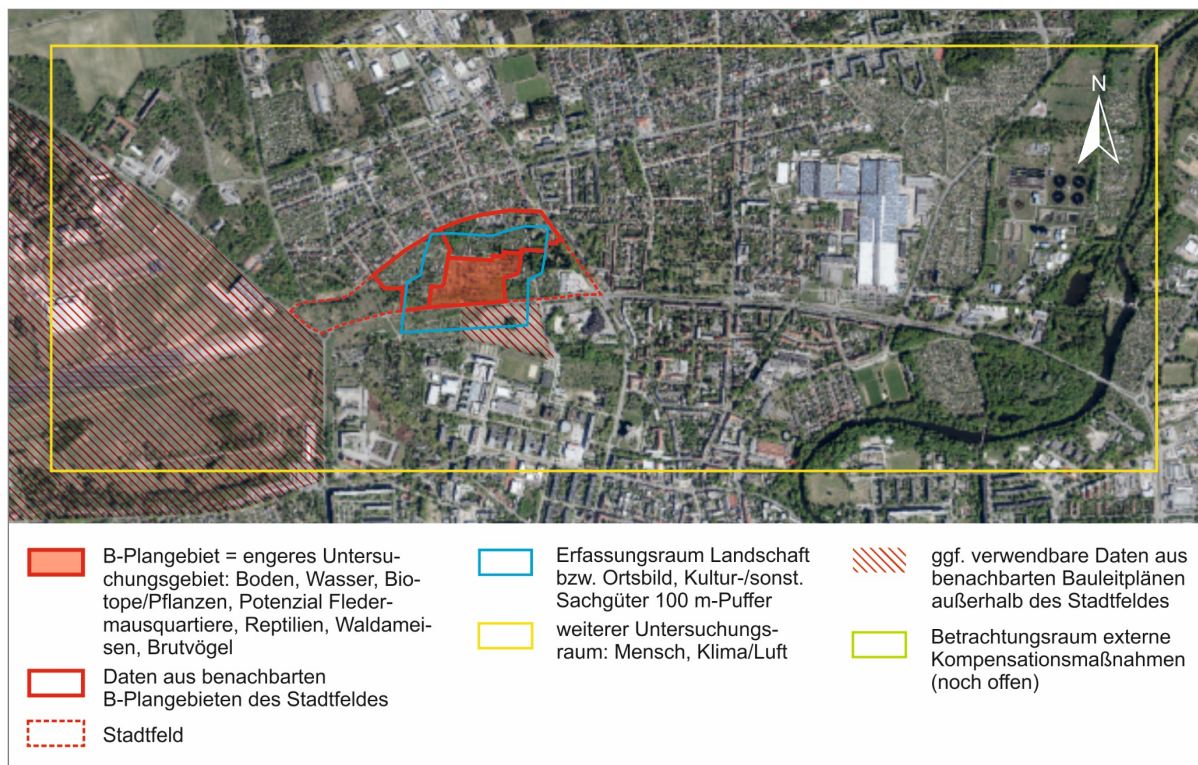 N
B-Plangebiet = engeres Untersu-
chungsgebiet: Boden, Wasser, Bio-
tope/Pflanzen, Potenzial Fleder-
mausquartiere, Reptilien, Waldamei-
sen, Brutvögel
Daten aus benachbarten
B-Plangebieten des Stadtfeldes
Stadtfeld
Erfassungsraum Landschaft
bzw. Ortsbild, Kultur-/sonst.
Sachgüter 100 m-Puffer
weiterer Untersuchungs-
raum: Mensch, Klima/Luft
ggf. verwendbare Daten aus
benachbarten Bauleitplänen
außerhalb des Stadtfeldes
Betrachtungsraum externe
Kompensationsmaßnahmen
(noch offen)